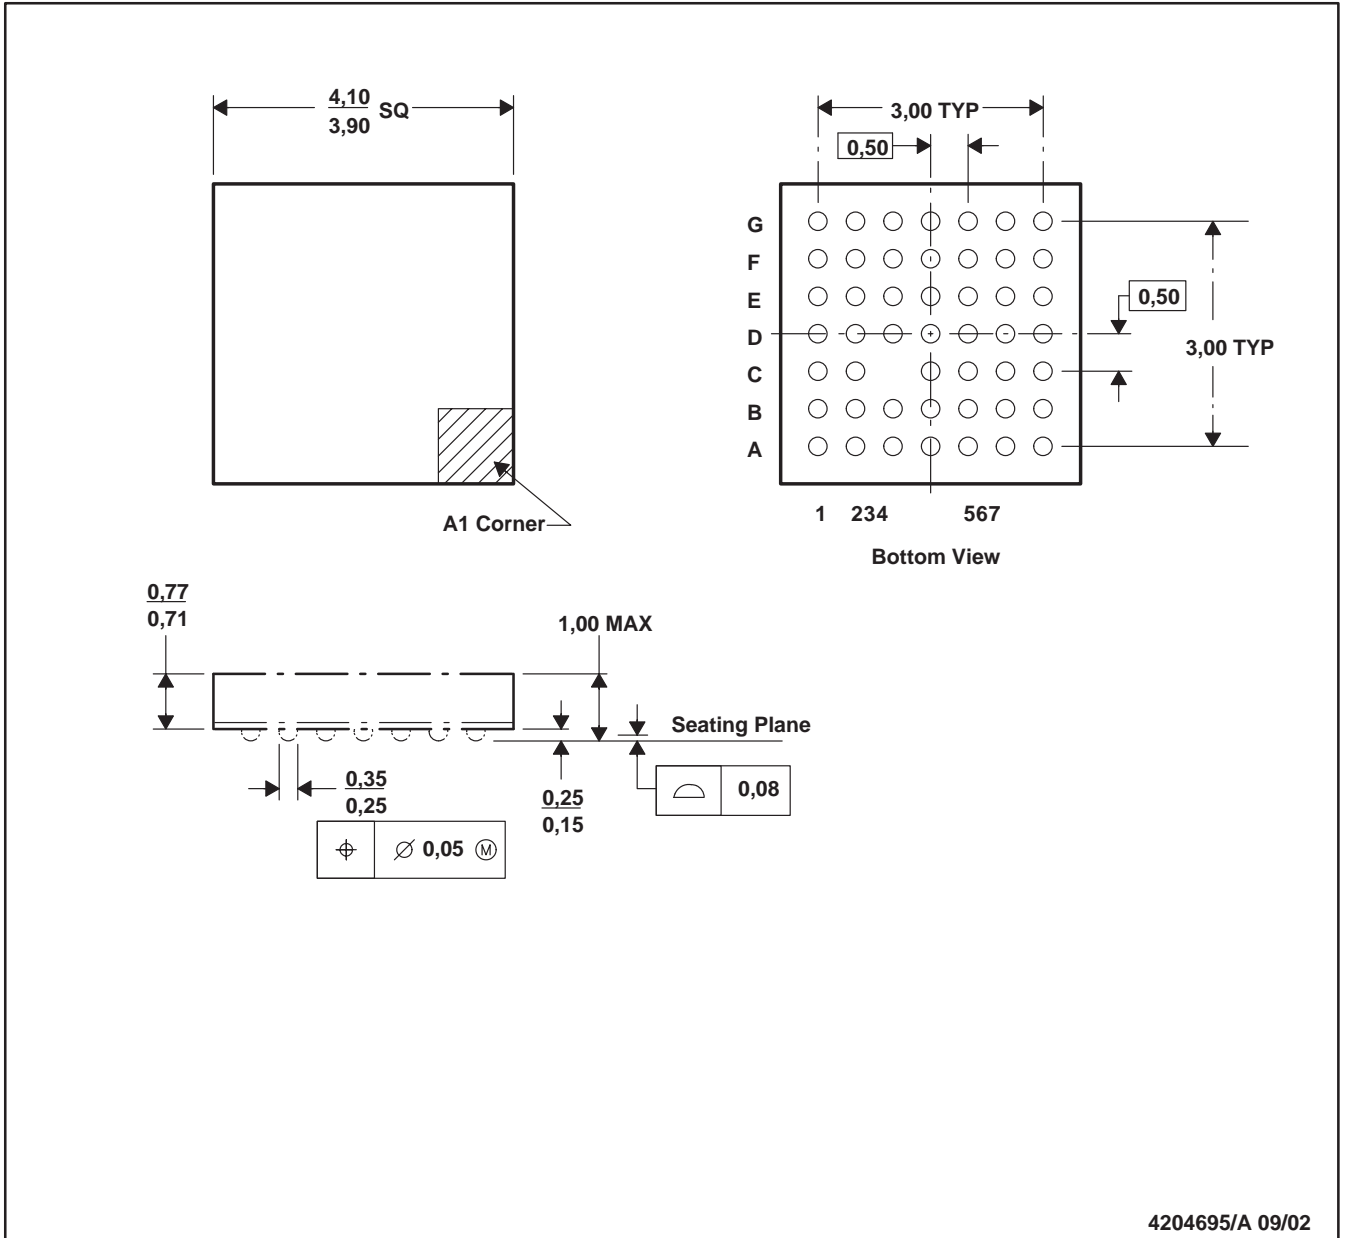 4,10
3,90
SQ
3,00 TYP
0,50
G
F
E
D
C
B
A
0,50
3,00 TYP
1 234 567
Bottom View
A1 Corner
0,77
0,71
1,00 MAX
Seating Plane
0,35
0,25
0,25
0,15
0,08
⌀ 0,05 Ⓜ
4204695/A 09/02